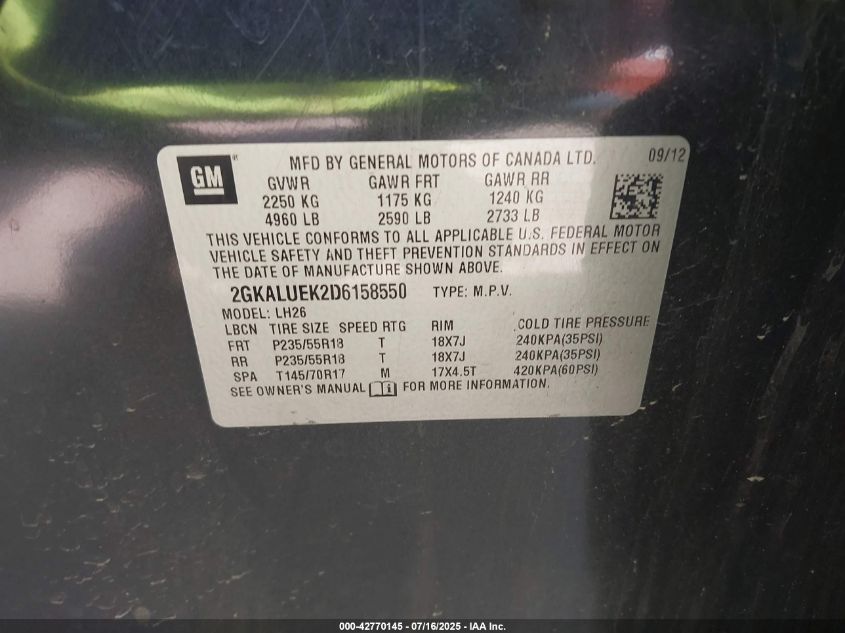 GM ® MFD BY GENERAL MOTORS OF CANADA LTD. 09/12
GVWR GAWR FRT GAWR RR
2250 KG 1175 KG 1240 KG
4960 LB 2590 LB 2733 LB
THIS VEHICLE CONFORMS TO ALL APPLICABLE U.S. FEDERAL MOTOR
VEHICLE SAFETY AND THEFT PREVENTION STANDARDS IN EFFECT ON
THE DATE OF MANUFACTURE SHOWN ABOVE.
2GKALUEK2D6158550 TYPE: M.P.V.
MODEL: LH26
LBCN TIRE SIZE SPEED RTG RIM COLD TIRE PRESSURE
FRT P235/55R18 T 18X7J 240KPA(35PSI)
RR P235/55R18 T 18X7J 240KPA(35PSI)
SPA T145/70R17 M 17X4.5T 420KPA(60PSI)
SEE OWNER'S MANUAL i FOR MORE INFORMATION.
000-42770145 - 07/16/2025 - IAA Inc.